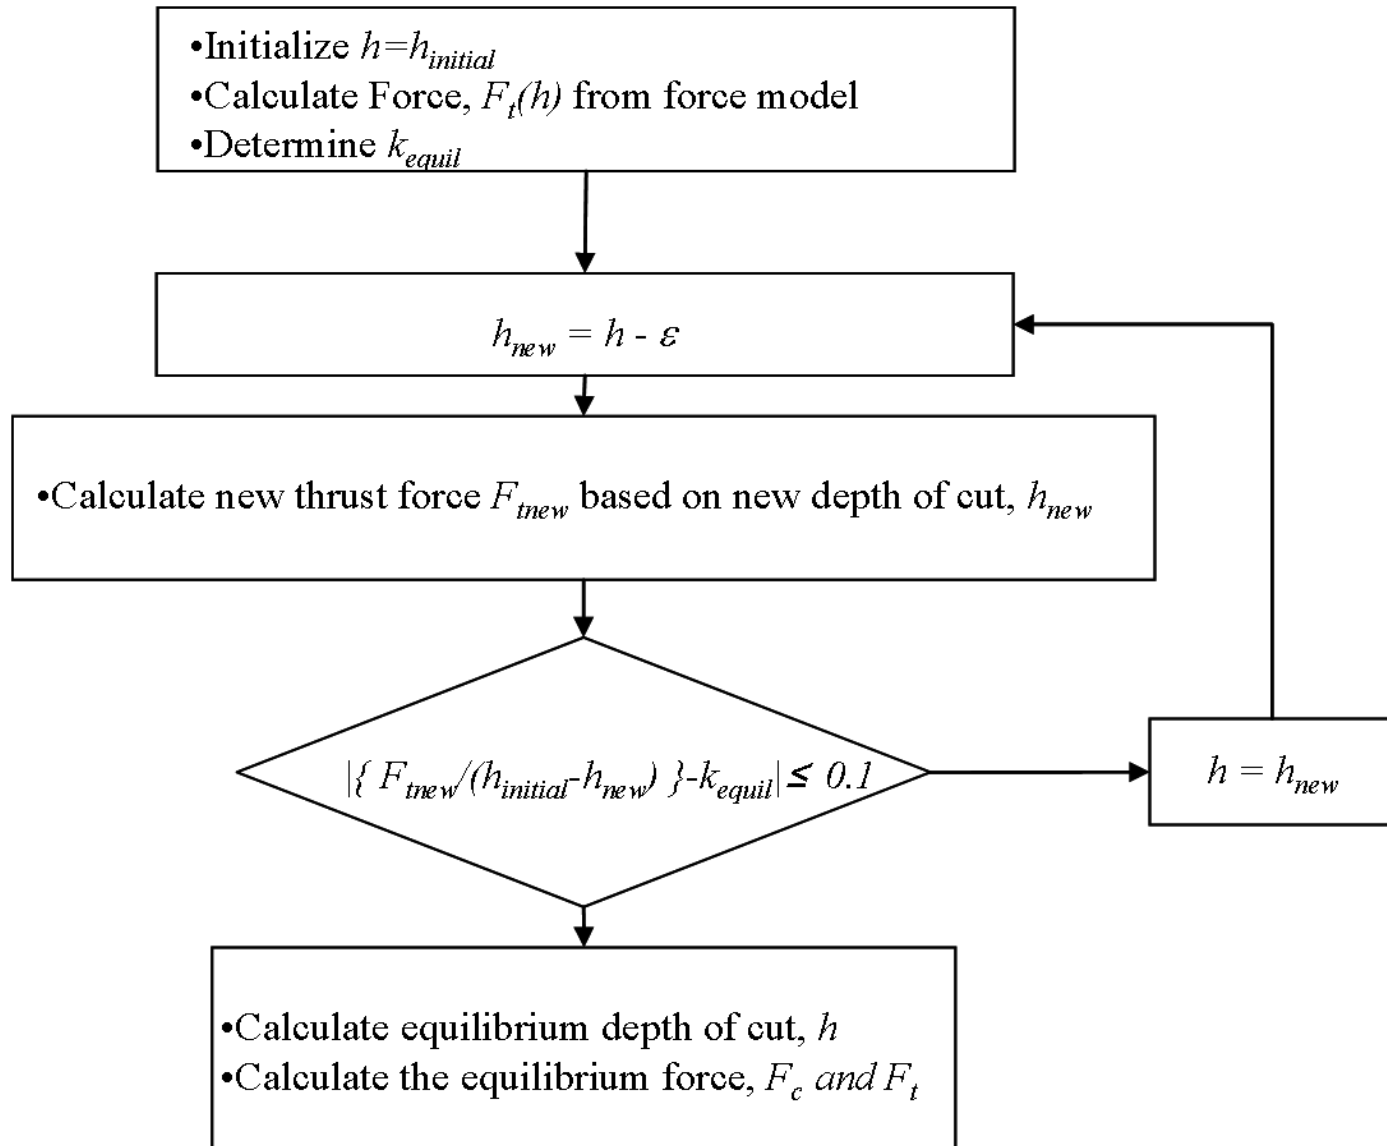 •Initialize h=h_initial
•Calculate Force, F_t(h) from force model
•Determine k_equil
h_new = h - ε
•Calculate new thrust force F_tnew based on new depth of cut, h_new
|{ F_tnew/(h_initial-h_new) }-k_equil| ≤ 0.1
h = h_new
•Calculate equilibrium depth of cut, h
•Calculate the equilibrium force, F_c and F_t